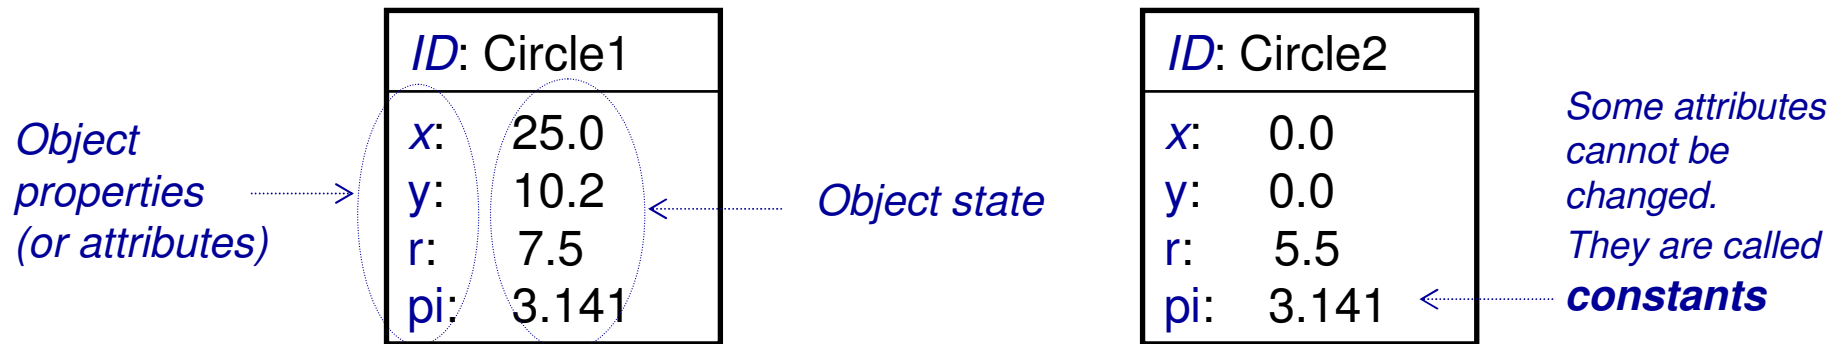 Object
properties
(or attributes)
ID: Circle1
x: 25.0
y: 10.2
r: 7.5
pi: 3.141
Object state
ID: Circle2
x: 0.0
y: 0.0
r: 5.5
pi: 3.141
Some attributes
cannot be
changed.
They are called
constants